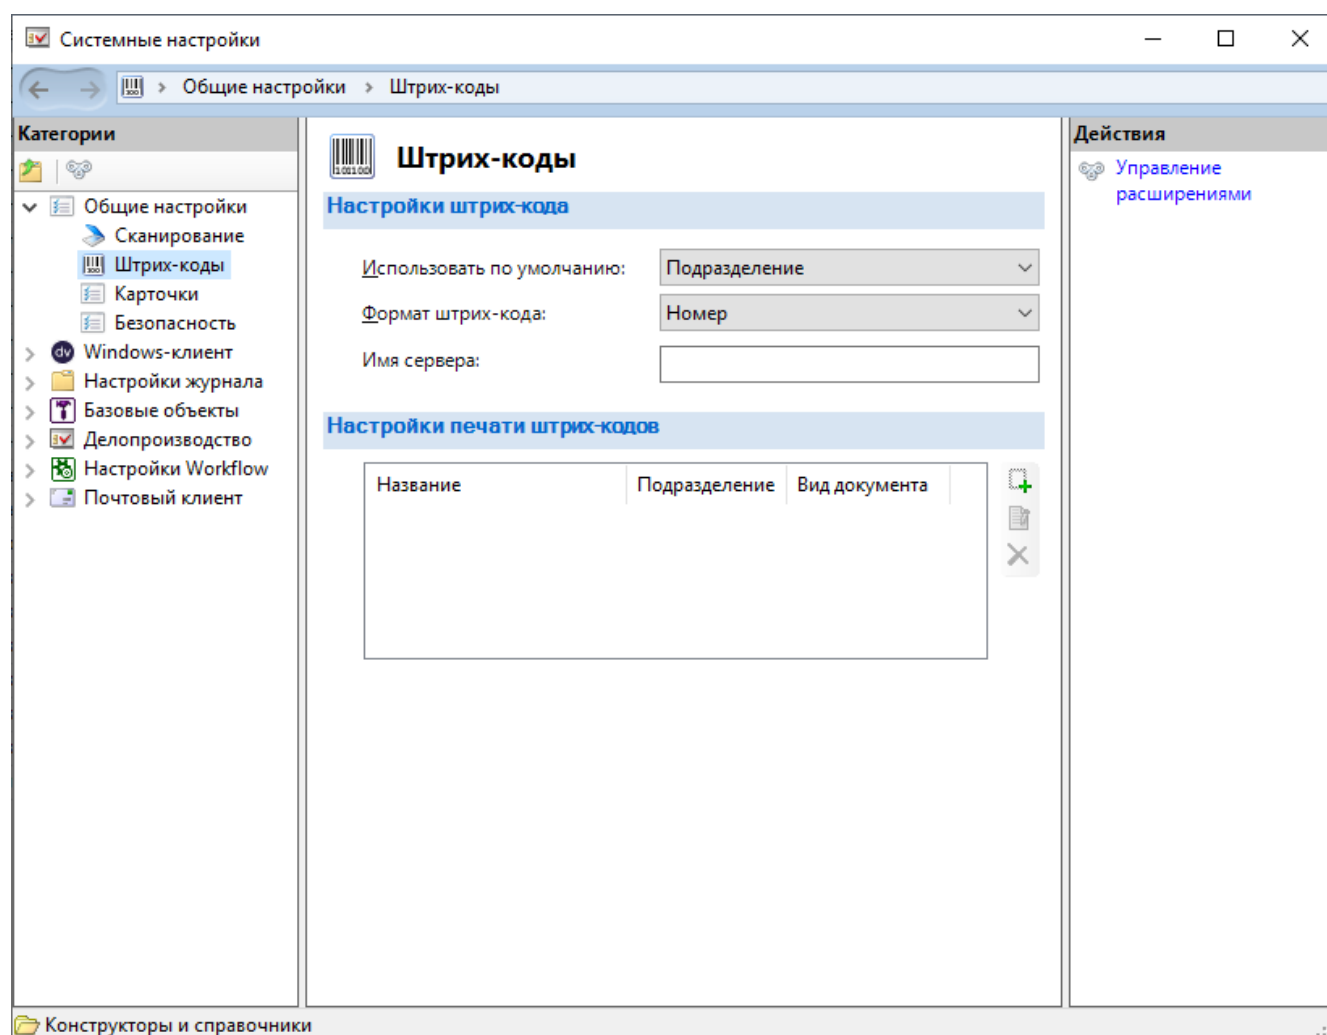 Системные настройки
Общие настройки > Штрих-коды
Категории
Общие настройки
Сканирование
Штрих-коды
Карточки
Безопасность
Windows-клиент
Настройки журнала
Базовые объекты
Делопроизводство
Настройки Workflow
Почтовый клиент
Штрих-коды
Настройки штрих-кода
Использовать по умолчанию: Подразделение
Формат штрих-кода: Номер
Имя сервера:
Настройки печати штрих-кодов
Название Подразделение Вид документа
Действия
Управление
расширениями
Конструкторы и справочники